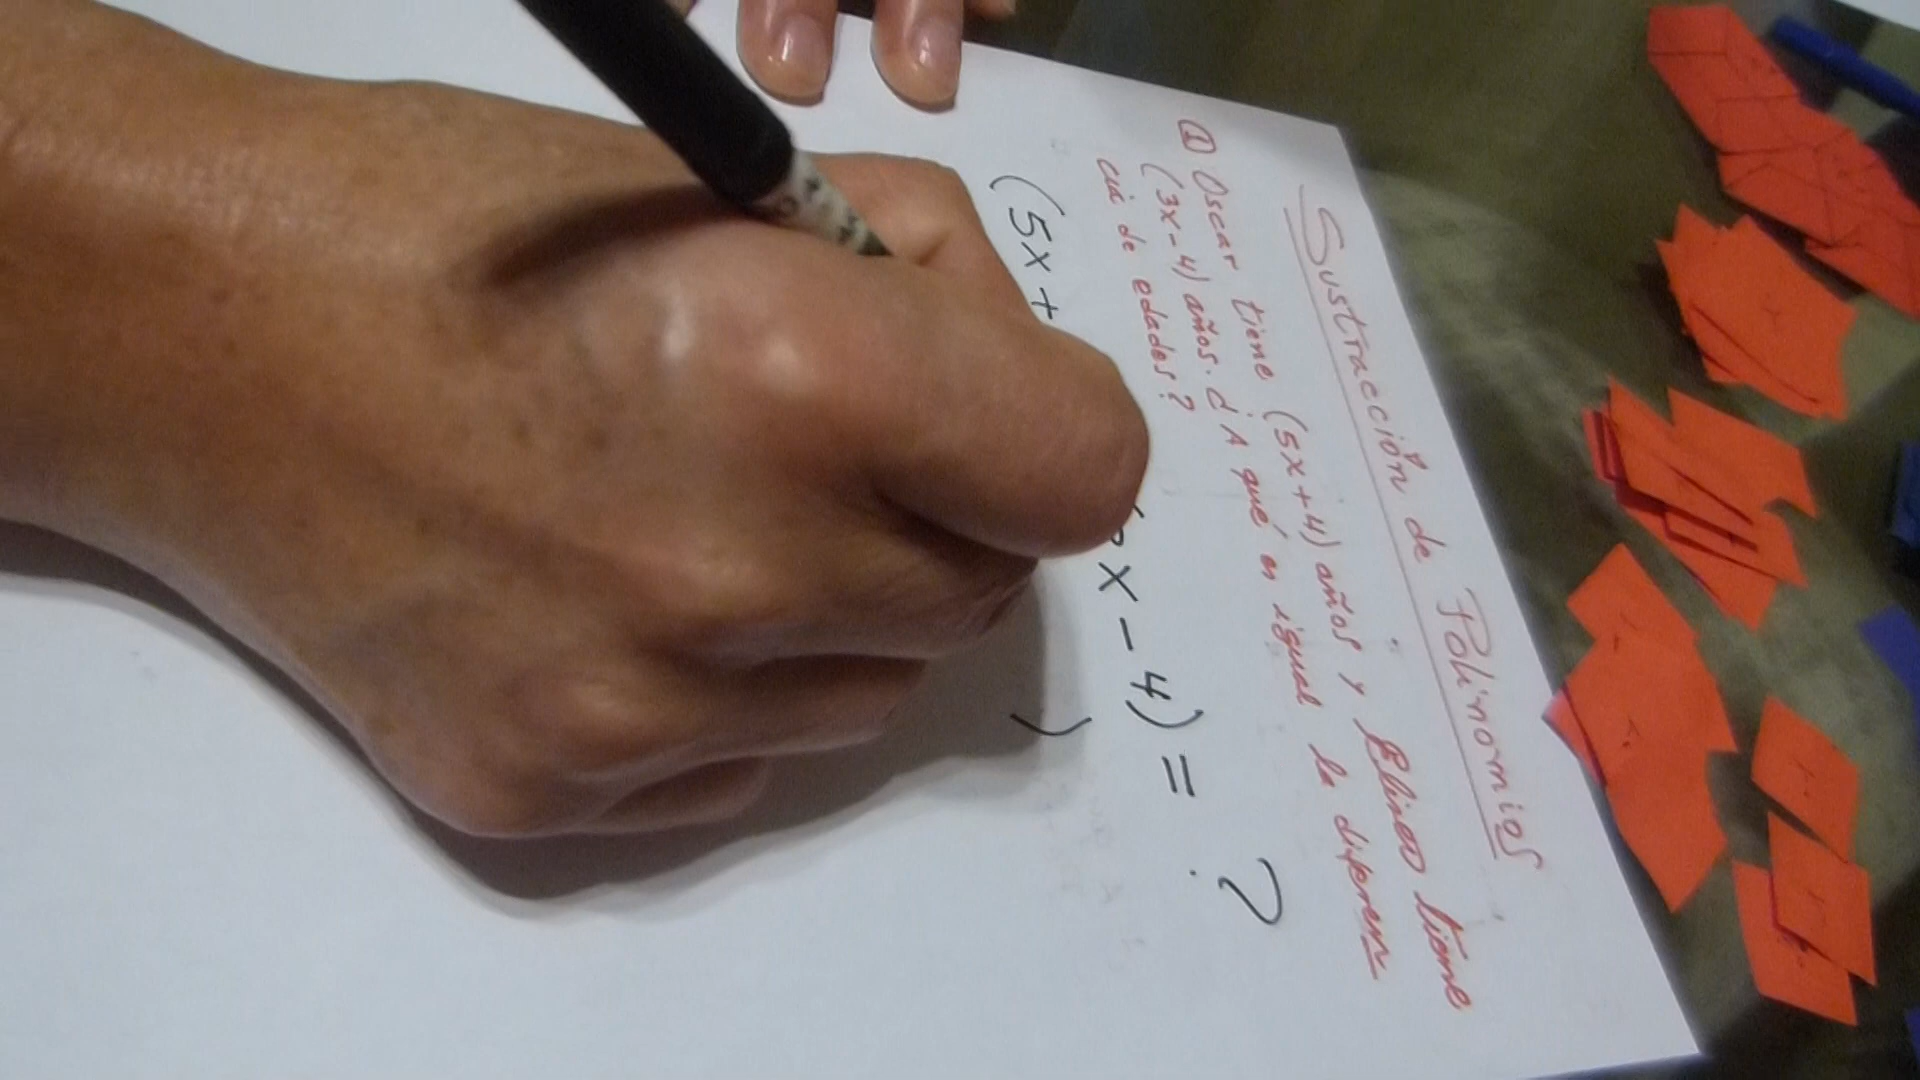 Sustracción de Polinomios
① Oscar tiene (5x+4) años y Eliseo tiene
(3x-4) años. ¿A qué es igual la diferen
cia de edades?
(5x + x - 4) = ?